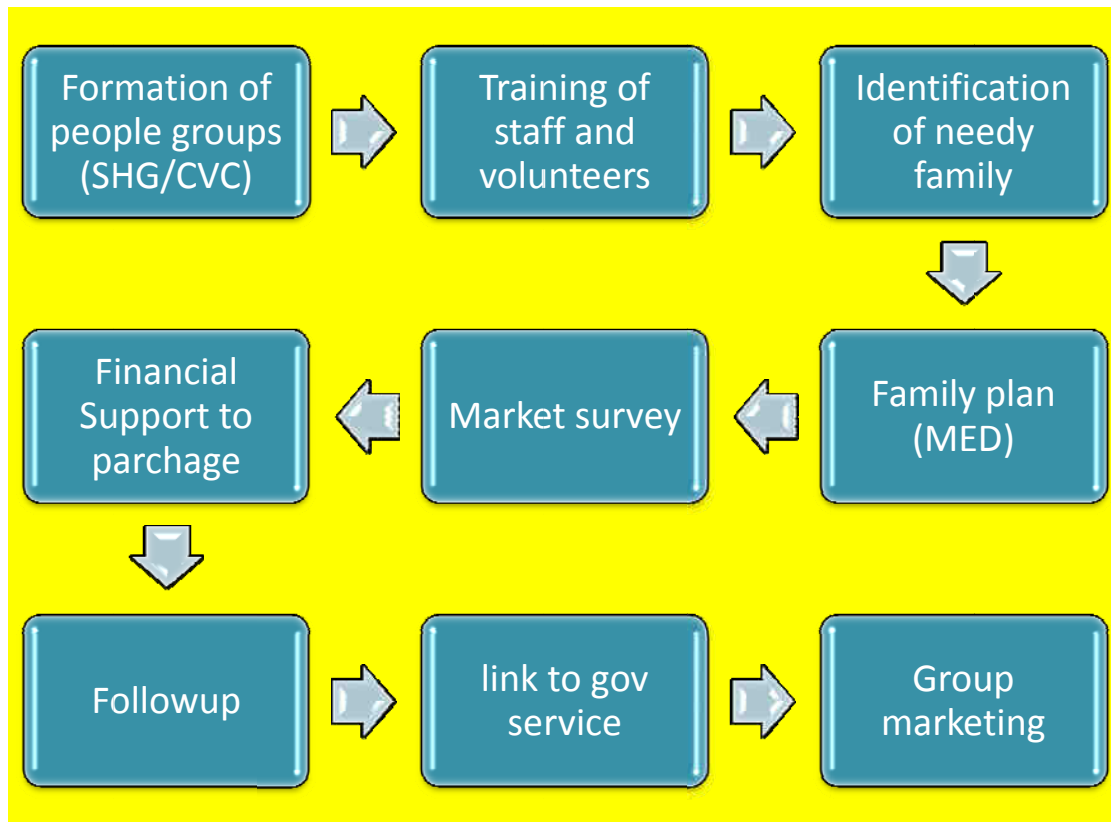 Formation of
people groups
(SHG/CVC)
Training of
staff and
volunteers
Identification
of needy
family
Family plan
(MED)
Market survey
Financial
Support to
parchage
Followup
link to gov
service
Group
marketing